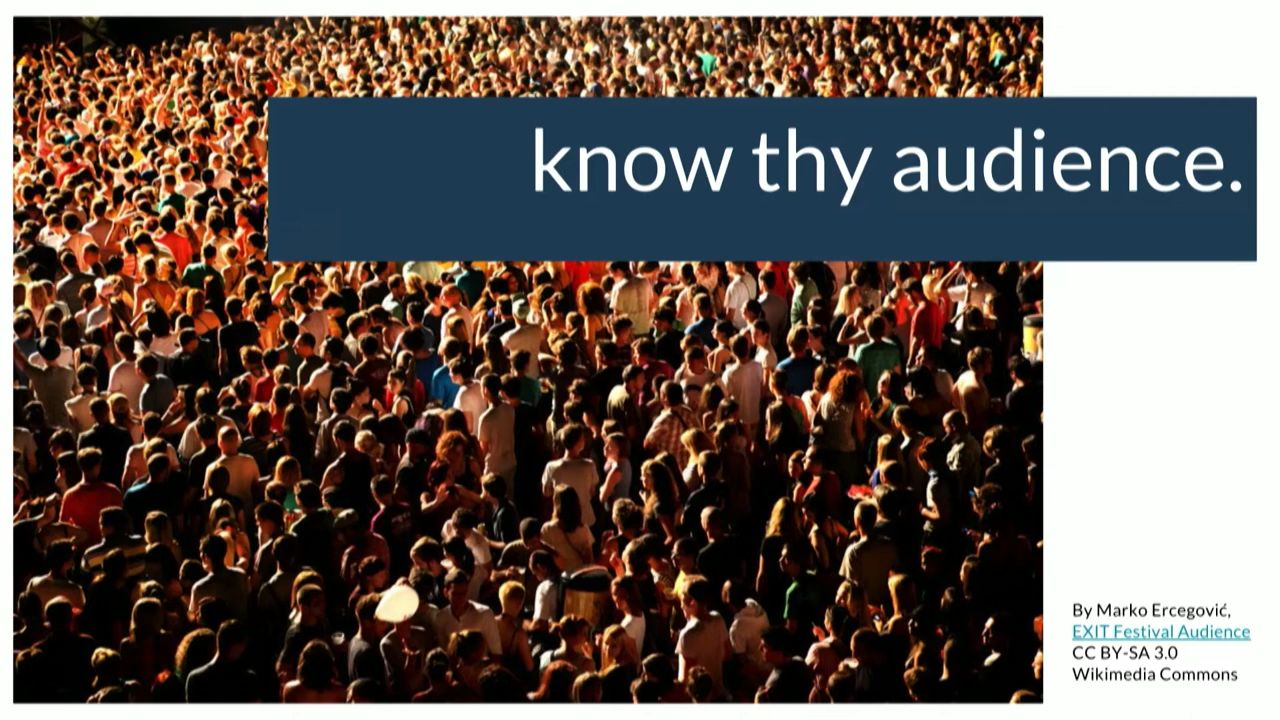 know thy audience.
By Marko Ercegović,
EXIT Festival Audience
CC BY-SA 3.0
Wikimedia Commons